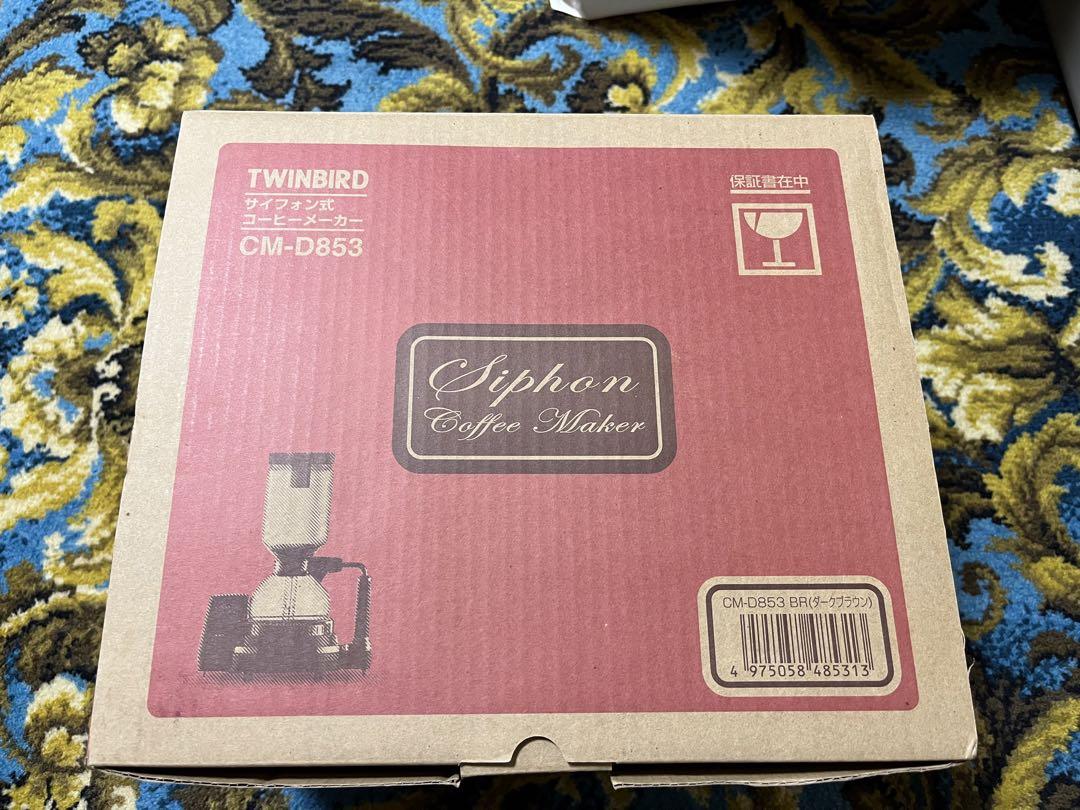 TWINBIRD
サイフォン式
コーヒーメーカー
CM-D853
保証書在中
Siphon
Coffee Maker
CM-D853 BR(ダークブラウン)
4 975058 485313